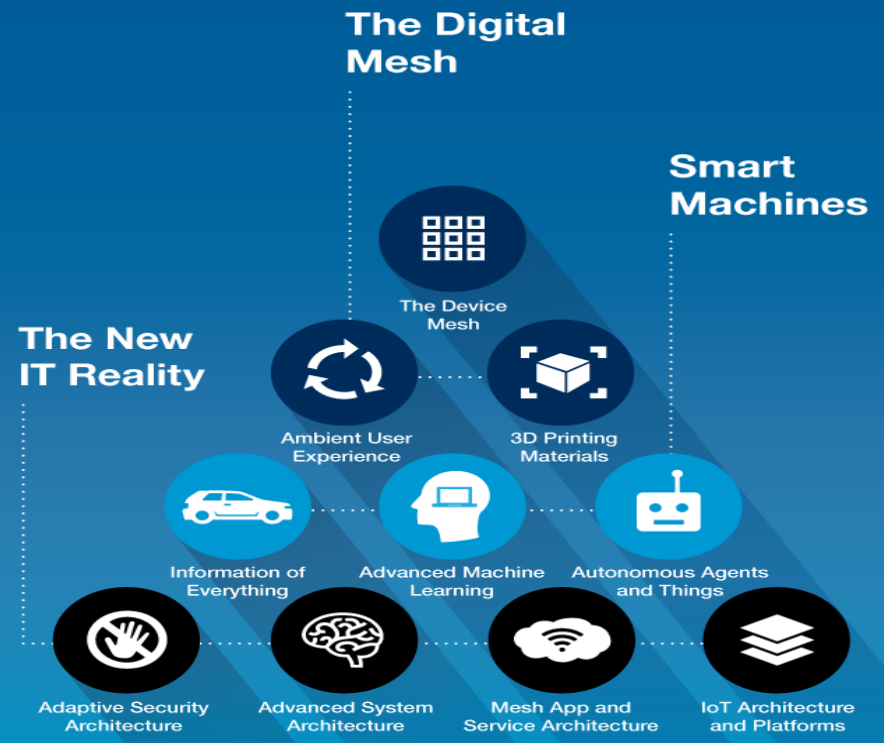 The Digital
Mesh
Smart
Machines
The Device
Mesh
The New
IT Reality
Ambient User
Experience
3D Printing
Materials
Information of
Everything
Advanced Machine
Learning
Autonomous Agents
and Things
Adaptive Security
Architecture
Advanced System
Architecture
Mesh App and
Service Architecture
IoT Architecture
and Platforms